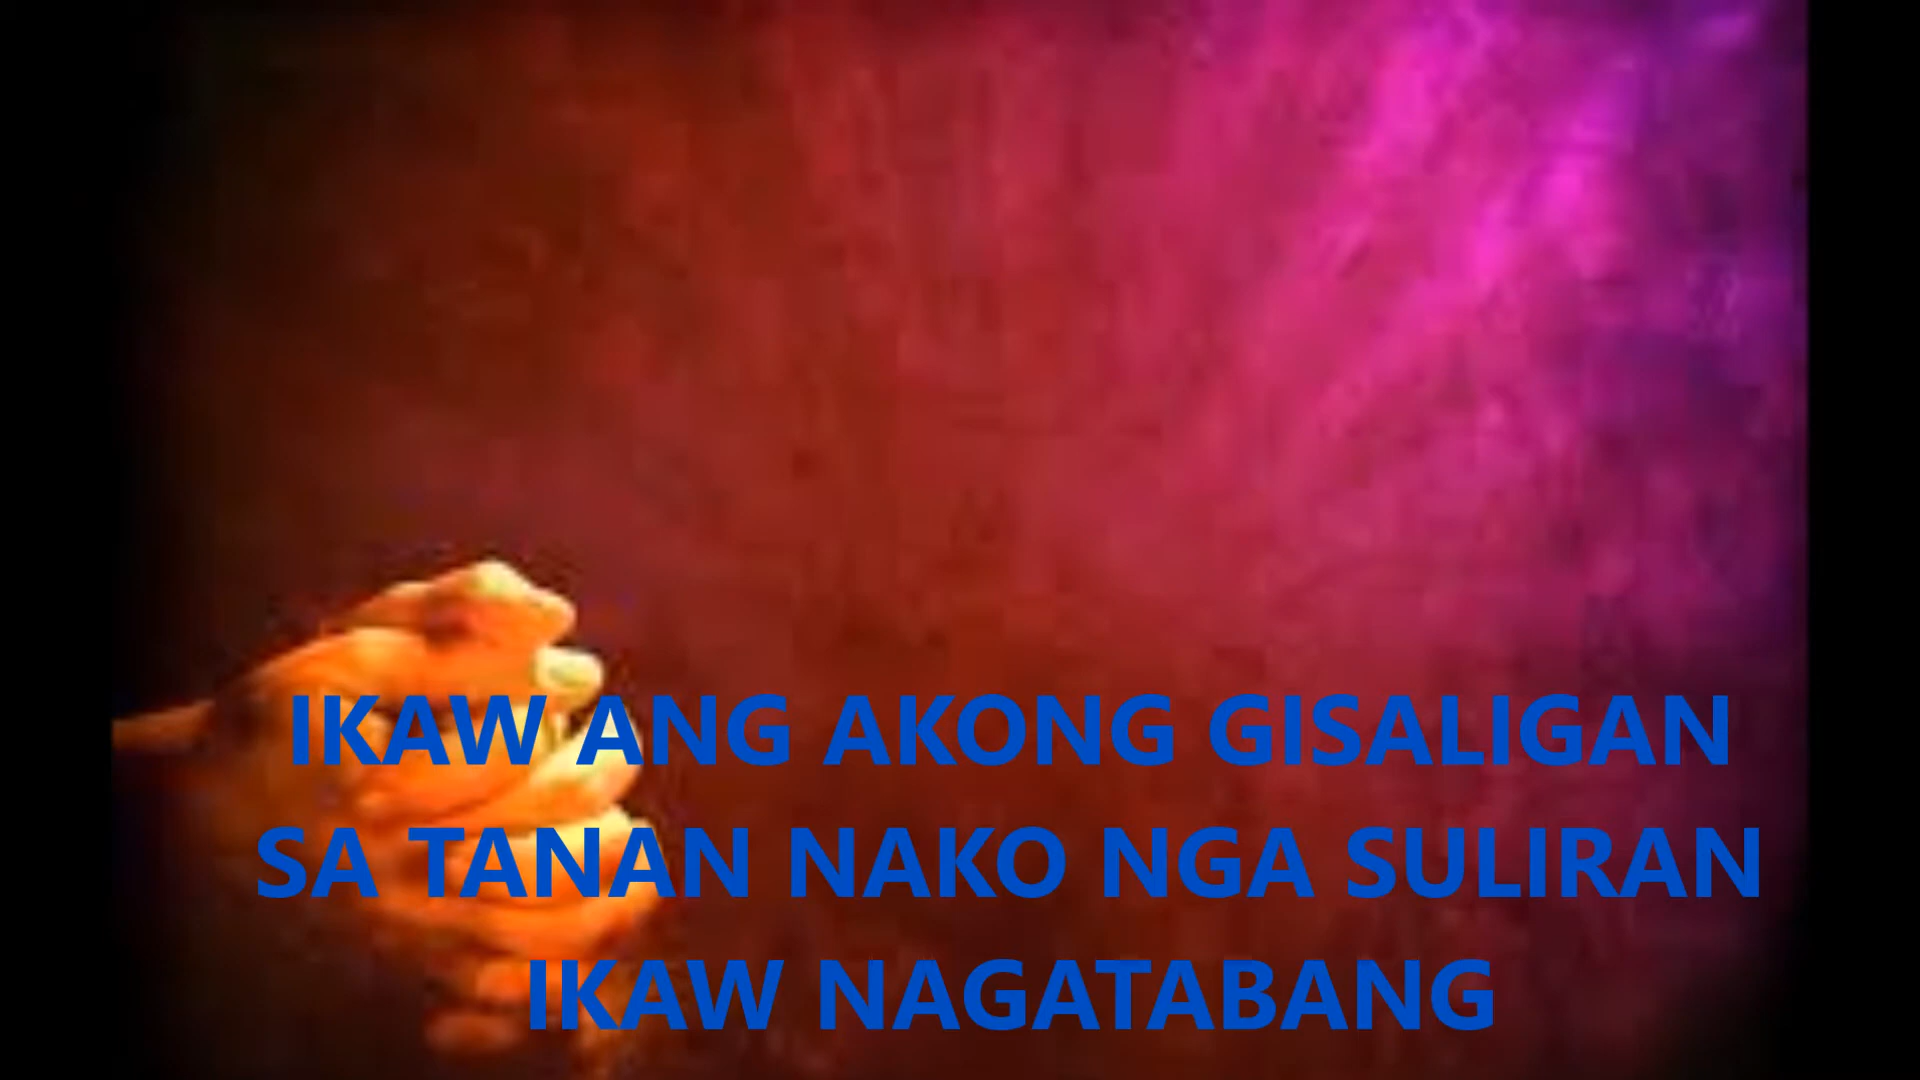 IKAW ANG AKONG GISALIGAN
SA TANAN NAKO NGA SULIRAN
IKAW NAGATABANG